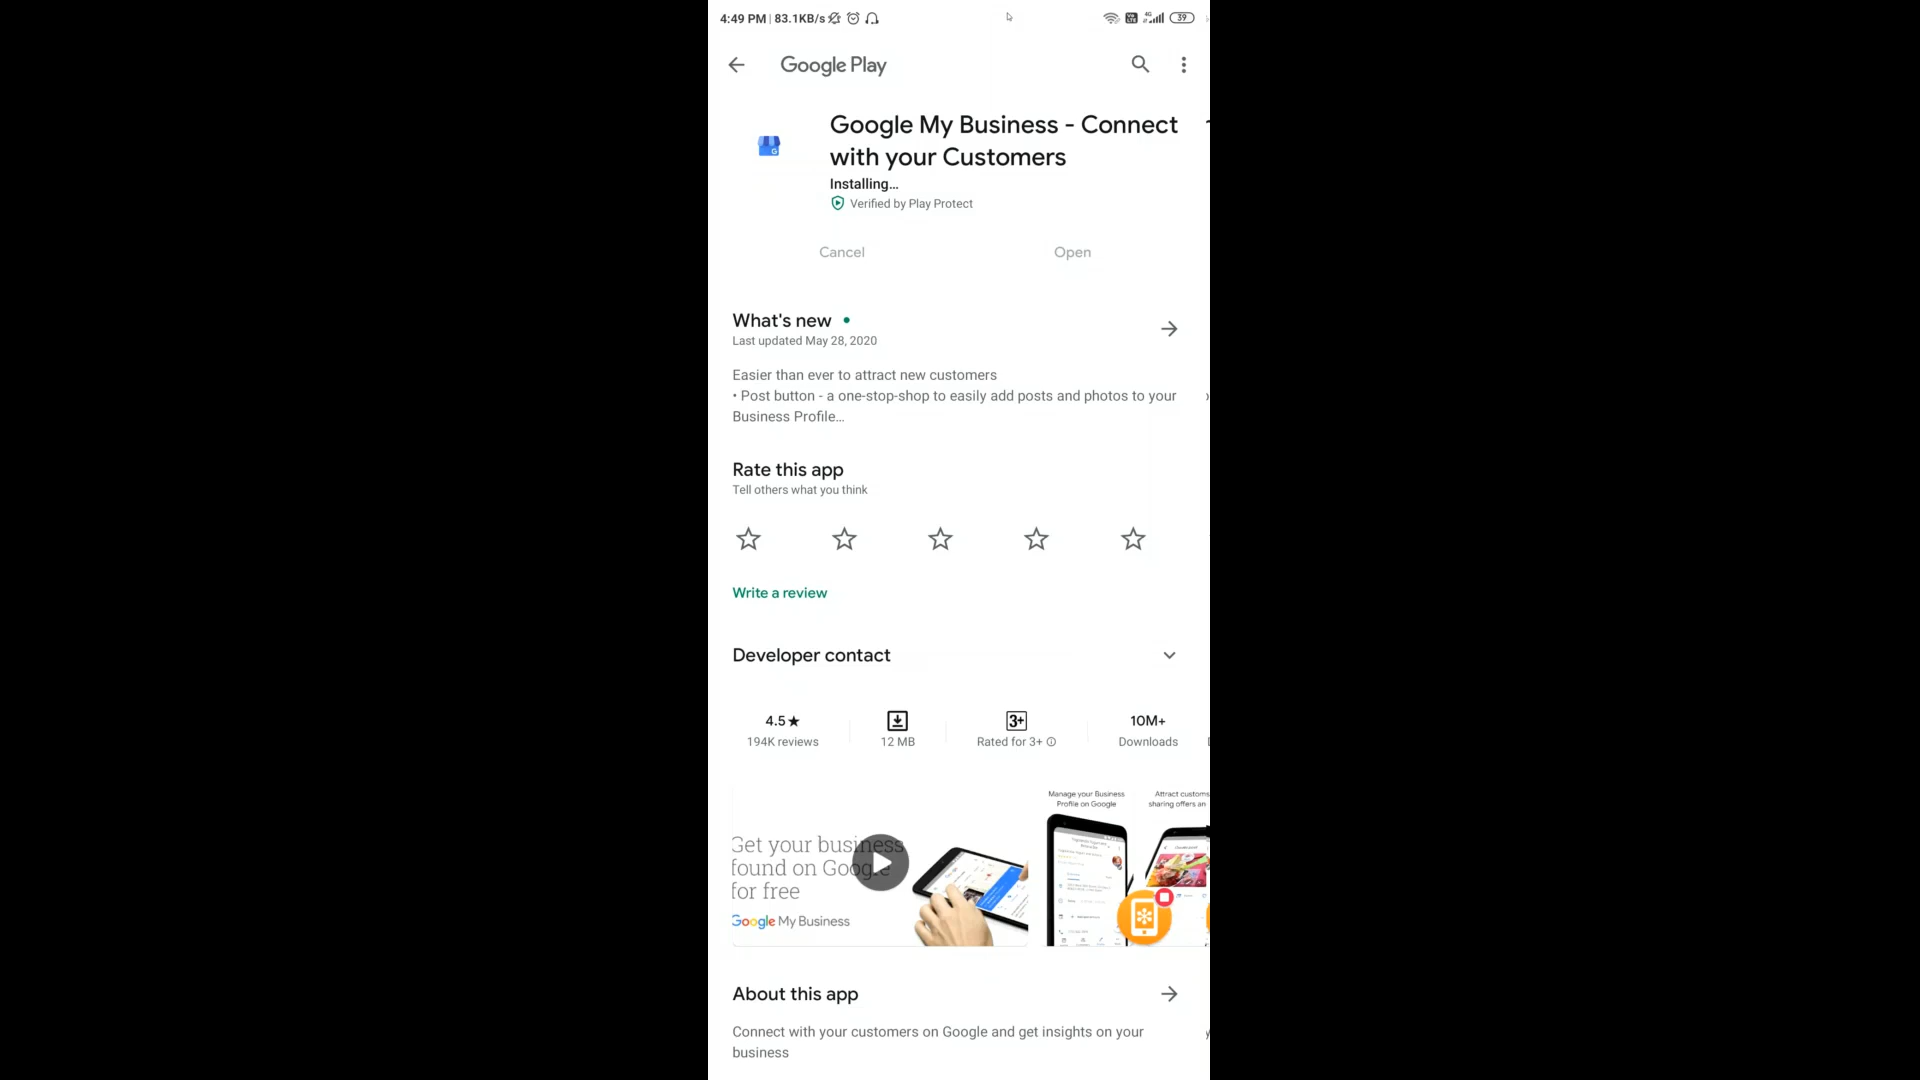 4:49 PM | 83.1KB/s
4G
39
Google Play
Google My Business - Connect
with your Customers
Installing...
Verified by Play Protect
Cancel
Open
What's new
Last updated May 28, 2020
Easier than ever to attract new customers
• Post button - a one-stop-shop to easily add posts and photos to your
Business Profile...
Rate this app
Tell others what you think
Write a review
Developer contact
4.5★
194K reviews
12 MB
3+
Rated for 3+
10M+
Downloads
Get your business
found on Google
for free
Google My Business
Manage your Business
Profile on Google
Attract customs
sharing offers an
About this app
Connect with your customers on Google and get insights on your
business